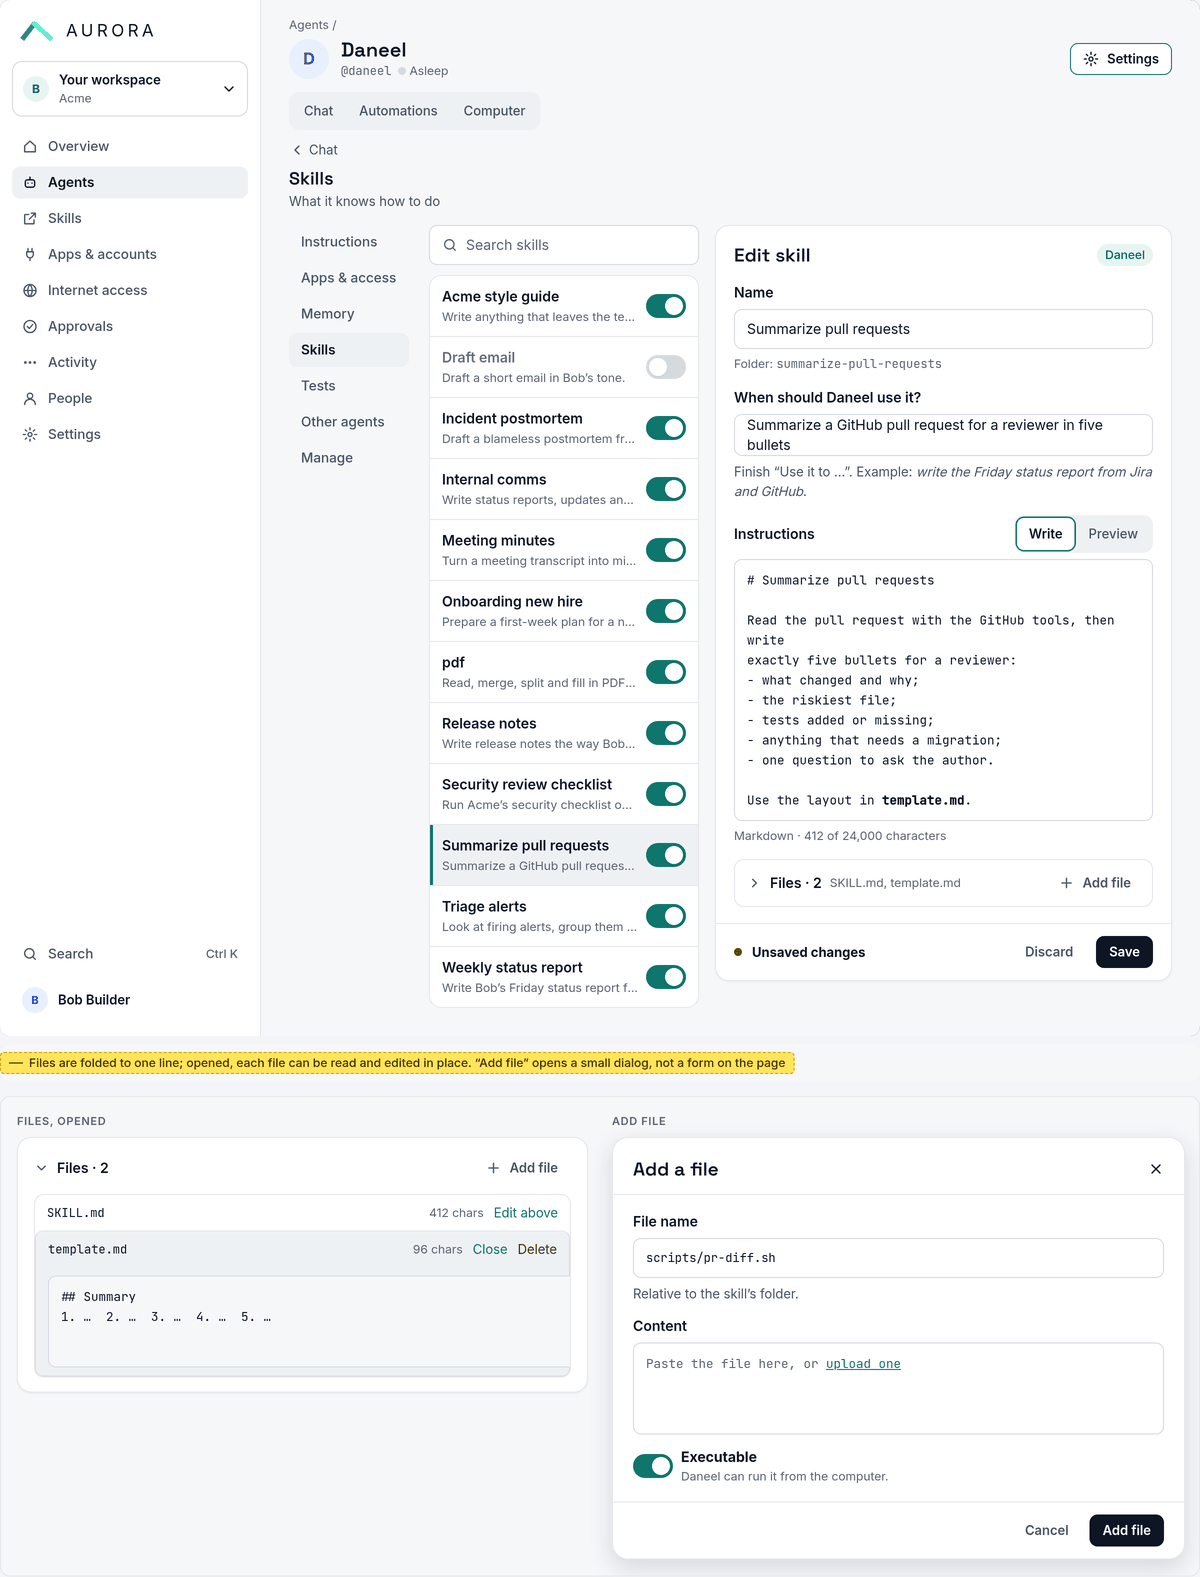 AURORA
B
Your workspace
Acme
Overview
Agents
Skills
Apps & accounts
Internet access
Approvals
Activity
People
Settings
Search
Ctrl K
B
Bob Builder
Agents /
D
Daneel
@daneel
Asleep
Settings
Chat
Automations
Computer
Chat
Skills
What it knows how to do
Instructions
Apps & access
Memory
Skills
Tests
Other agents
Manage
Search skills
Acme style guide
Write anything that leaves the te...
Draft email
Draft a short email in Bob’s tone.
Incident postmortem
Draft a blameless postmortem fr...
Internal comms
Write status reports, updates an...
Meeting minutes
Turn a meeting transcript into mi...
Onboarding new hire
Prepare a first-week plan for a n...
pdf
Read, merge, split and fill in PDF...
Release notes
Write release notes the way Bob...
Security review checklist
Run Acme’s security checklist o...
Summarize pull requests
Summarize a GitHub pull reques...
Triage alerts
Look at firing alerts, group them ...
Weekly status report
Write Bob’s Friday status report f...
Edit skill
Daneel
Name
Summarize pull requests
Folder: summarize-pull-requests
When should Daneel use it?
Summarize a GitHub pull request for a reviewer in five
bullets
Finish “Use it to ...”. Example: write the Friday status report from Jira
and GitHub.
Instructions
Write
Preview
# Summarize pull requests
Read the pull request with the GitHub tools, then
write
exactly five bullets for a reviewer:
- what changed and why;
- the riskiest file;
- tests added or missing;
- anything that needs a migration;
- one question to ask the author.
Use the layout in template.md.
Markdown · 412 of 24,000 characters
Files · 2
SKILL.md, template.md
Add file
Unsaved changes
Discard
Save
— Files are folded to one line; opened, each file can be read and edited in place. “Add file” opens a small dialog, not a form on the page
FILES, OPENED
Files · 2
Add file
SKILL.md
412 chars
Edit above
template.md
96 chars
Close
Delete
## Summary
1. … 2. … 3. … 4. … 5. …
ADD FILE
Add a file
File name
scripts/pr-diff.sh
Relative to the skill’s folder.
Content
Paste the file here, or upload one
Executable
Daneel can run it from the computer.
Cancel
Add file